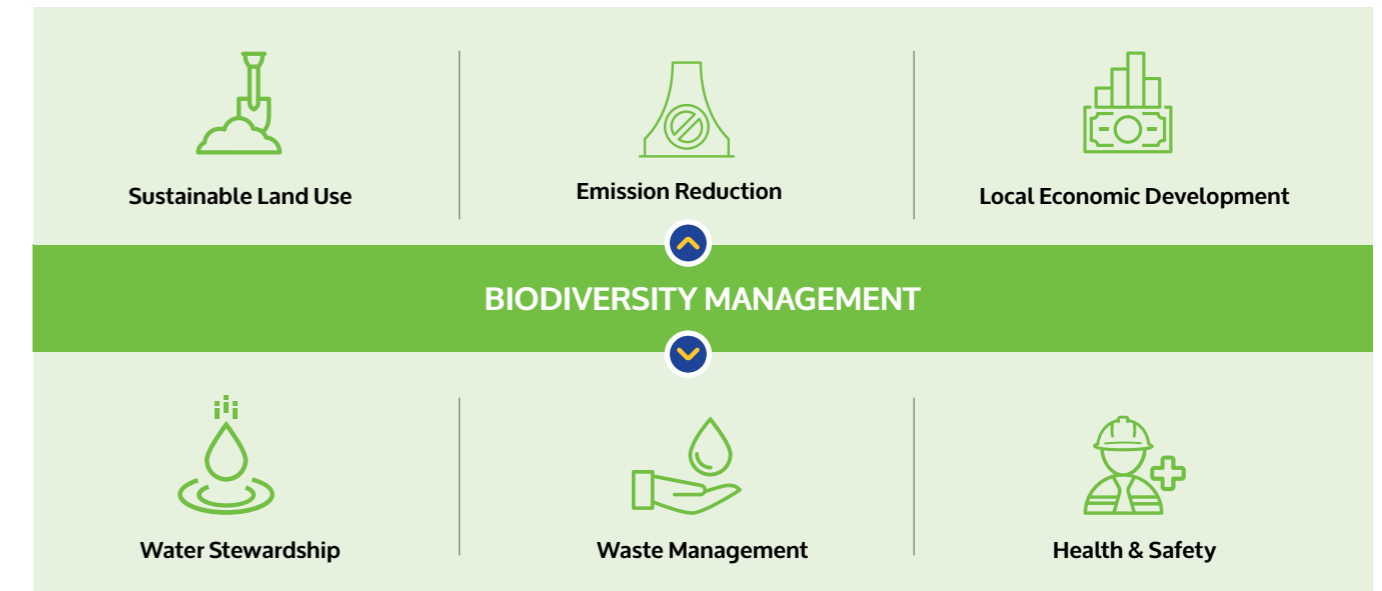 Sustainable Land Use
Emission Reduction
Local Economic Development
BIODIVERSITY MANAGEMENT
Water Stewardship
Waste Management
Health & Safety